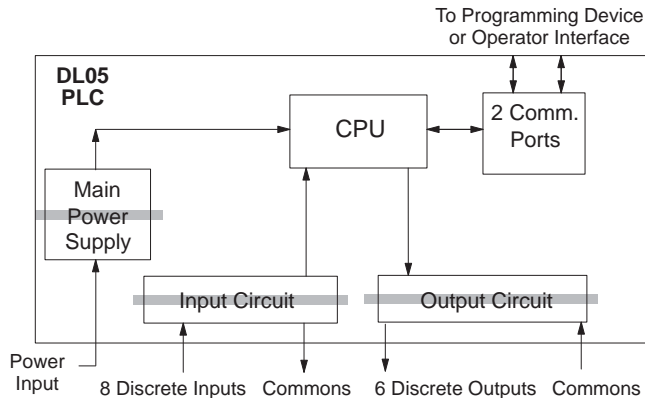 To Programming Device
or Operator Interface
DL05
PLC
CPU
2 Comm.
Ports
Main
Power
Supply
Input Circuit
Output Circuit
Power
Input
8 Discrete Inputs
Commons
6 Discrete Outputs
Commons